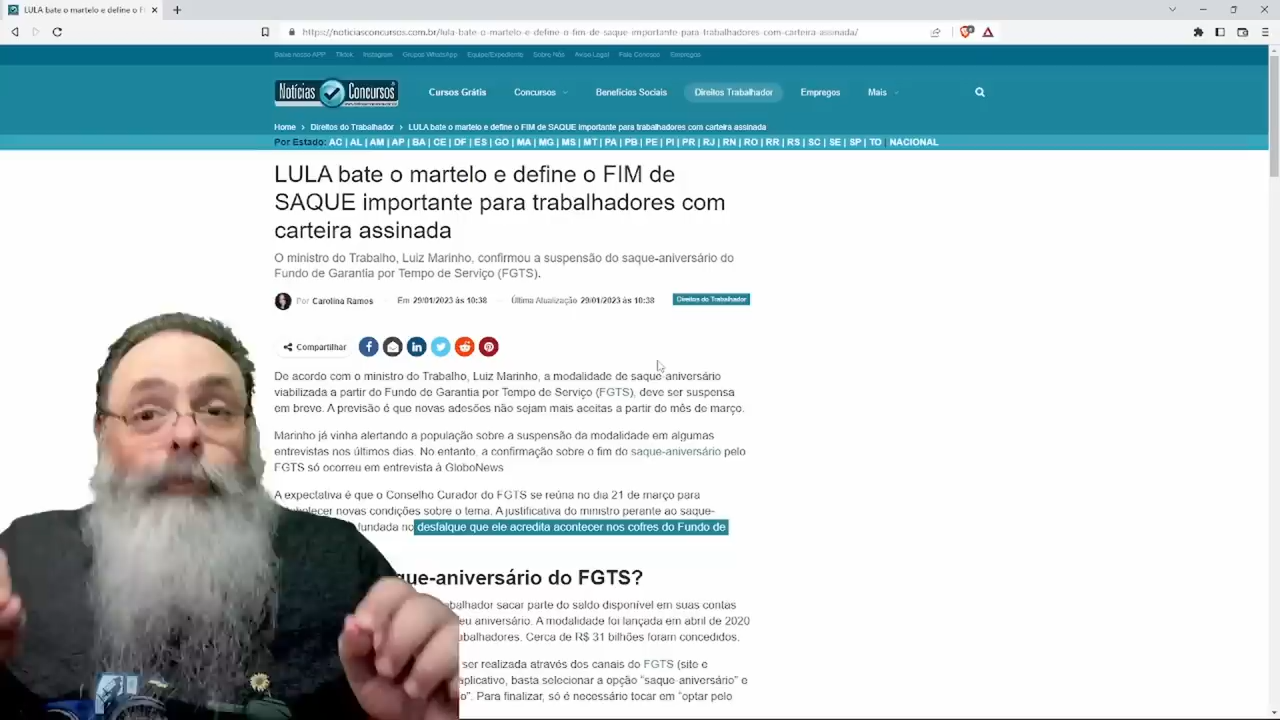 LULA bate o martelo e define o F
https://noticiasconcursos.com.br/lula-bate-o-martelo-e-define-o-fim-de-saque-importante-para-trabalhadores-com-carteira-assinada/
Baixe nosso APP Tiktok Instagram Grupos WhatsApp Equipe/Expediente Sobre Nós Aviso Legal Fale Conosco Empregos
Notícias Concursos
Cursos Grátis Concursos Benefícios Sociais Direitos Trabalhador Empregos Mais
Home > Direitos do Trabalhador > LULA bate o martelo e define o FIM de SAQUE importante para trabalhadores com carteira assinada
Por Estado: AC | AL | AM | AP | BA | CE | DF | ES | GO | MA | MG | MS | MT | PA | PB | PE | PI | PR | RJ | RN | RO | RR | RS | SC | SE | SP | TO | NACIONAL
LULA bate o martelo e define o FIM de
SAQUE importante para trabalhadores com
carteira assinada
O ministro do Trabalho, Luiz Marinho, confirmou a suspensão do saque-aniversário do
Fundo de Garantia por Tempo de Serviço (FGTS).
Por Carolina Ramos Em 29/01/2023 às 10:38 Última Atualização 29/01/2023 às 10:38 Direitos do Trabalhador
Compartilhar
De acordo com o ministro do Trabalho, Luiz Marinho, a modalidade de saque-aniversário
viabilizada a partir do Fundo de Garantia por Tempo de Serviço (FGTS), deve ser suspensa
em breve. A previsão é que novas adesões não sejam mais aceitas a partir do mês de março.
Marinho já vinha alertando a população sobre a suspensão da modalidade em algumas
entrevistas nos últimos dias. No entanto, a confirmação sobre o fim do saque-aniversário pelo
FGTS só ocorreu em entrevista à GloboNews
A expectativa é que o Conselho Curador do FGTS se reúna no dia 21 de março para
novas condições sobre o tema. A justificativa do ministro perante ao saque-
fundada no desfalque que ele acredita acontecer nos cofres do Fundo de
que-aniversário do FGTS?
abalhador sacar parte do saldo disponível em suas contas
eu aniversário. A modalidade foi lançada em abril de 2020
abalhadores. Cerca de R$ 31 bilhões foram concedidos.
ser realizada através dos canais do FGTS (site e
aplicativo, basta selecionar a opção "saque-aniversário" e
o". Para finalizar, só é necessário tocar em "optar pelo